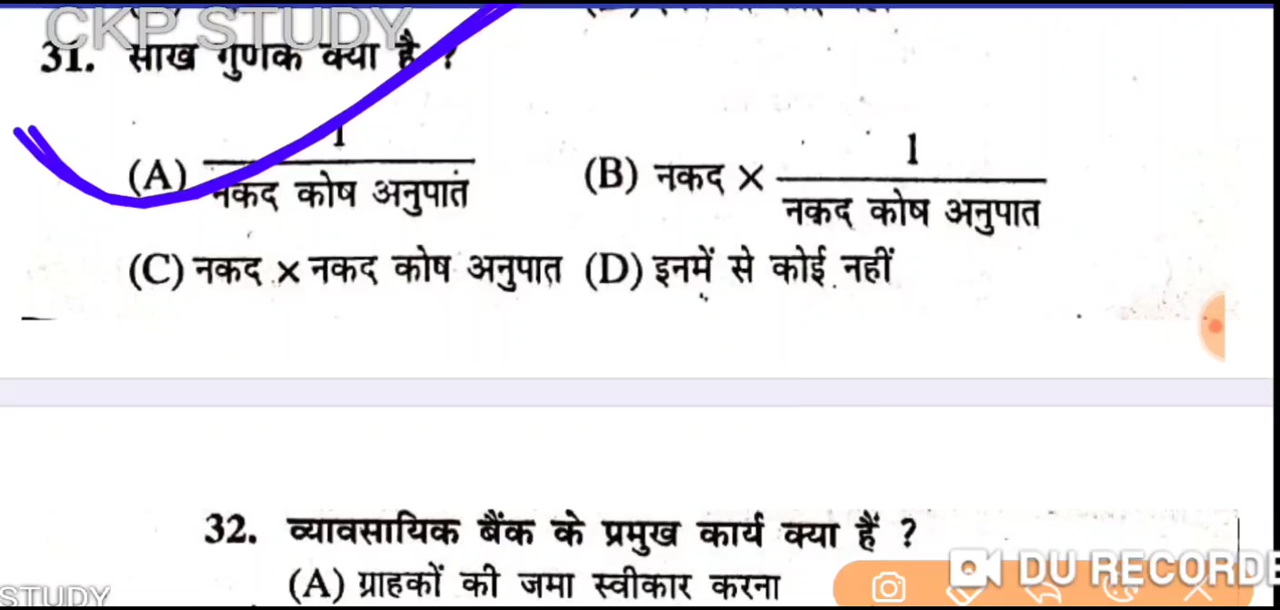 CKP STUDY
31. साख गुणक क्या है ?
(A) 1/नकद कोष अनुपात (B) नकद × 1/नकद कोष अनुपात
(C) नकद × नकद कोष अनुपात (D) इनमें से कोई नहीं
32. व्यावसायिक बैंक के प्रमुख कार्य क्या हैं ?
(A) ग्राहकों की जमा स्वीकार करना
DU RECORDE
STUDY